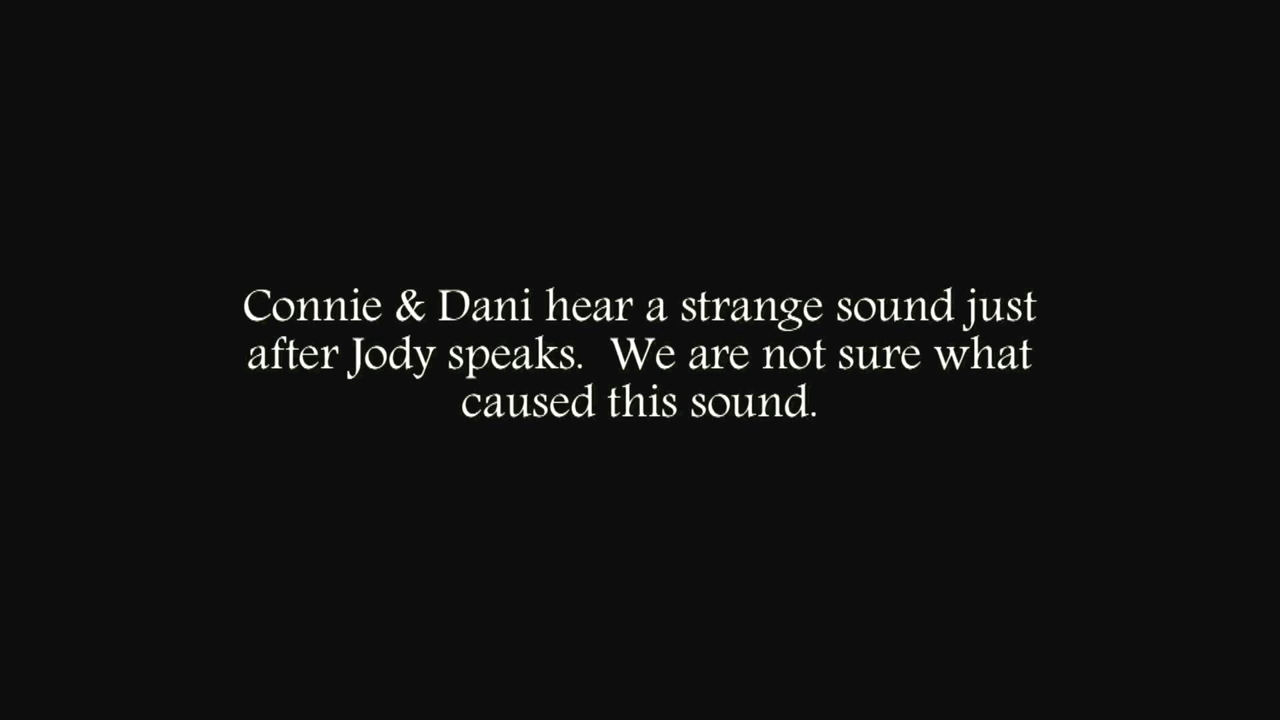 Connie & Dani hear a strange sound just
after Jody speaks.  We are not sure what
caused this sound.